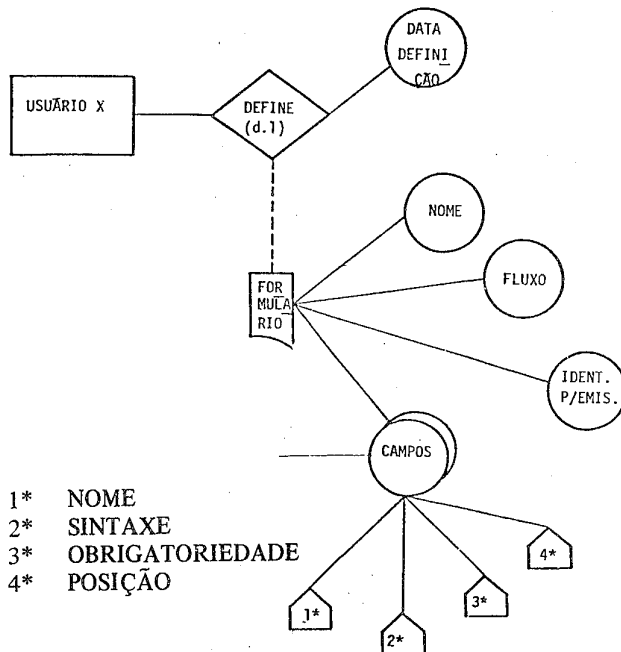 DATA
DEFINI
ÇÃO
USUÁRIO X
DEFINE
(d.1)
NOME
FOR
MULA
RIO
FLUXO
IDENT.
P/EMIS.
CAMPOS
1* NOME
2* SINTAXE
3* OBRIGATORIEDADE
4* POSIÇÃO
1*
2*
3*
4*